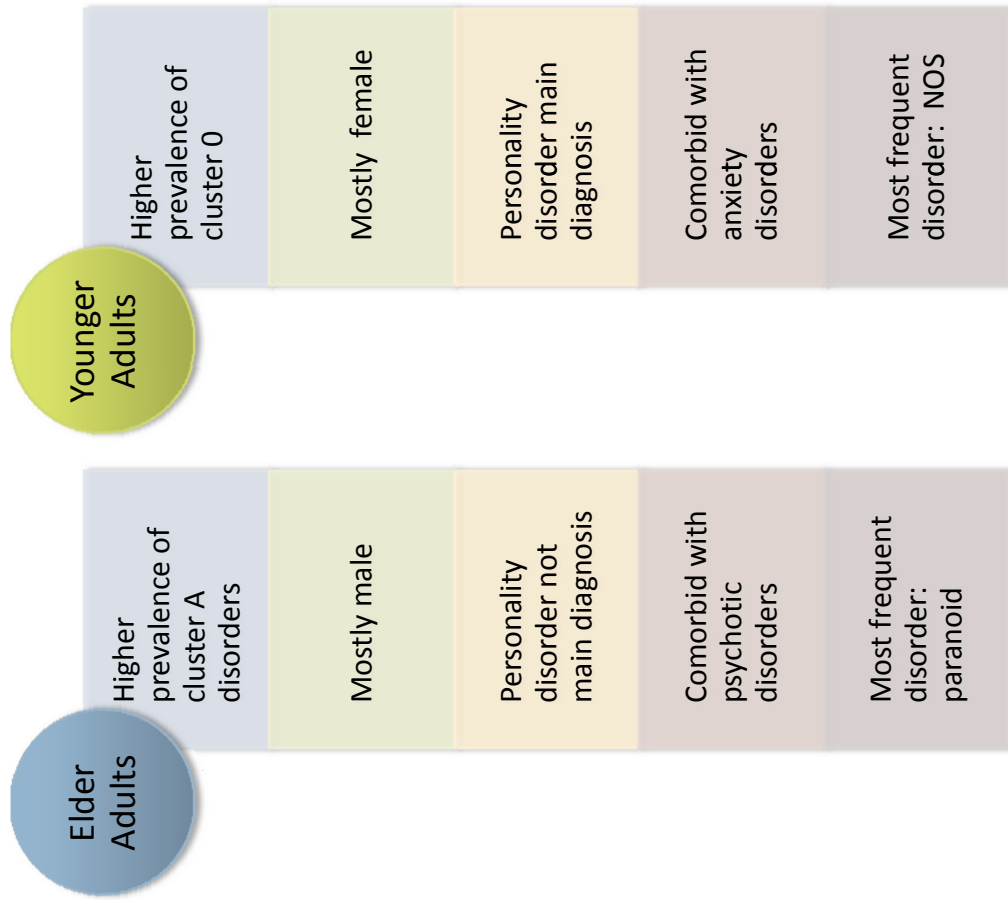 Elder
Adults
Higher
prevalence of
cluster A
disorders
Mostly male
Personality
disorder not
main diagnosis
Comorbid with
psychotic
disorders
Most frequent
disorder:
paranoid
Younger
Adults
Higher
prevalence of
cluster 0
Mostly female
Personality
disorder main
diagnosis
Comorbid with
anxiety
disorders
Most frequent
disorder: NOS